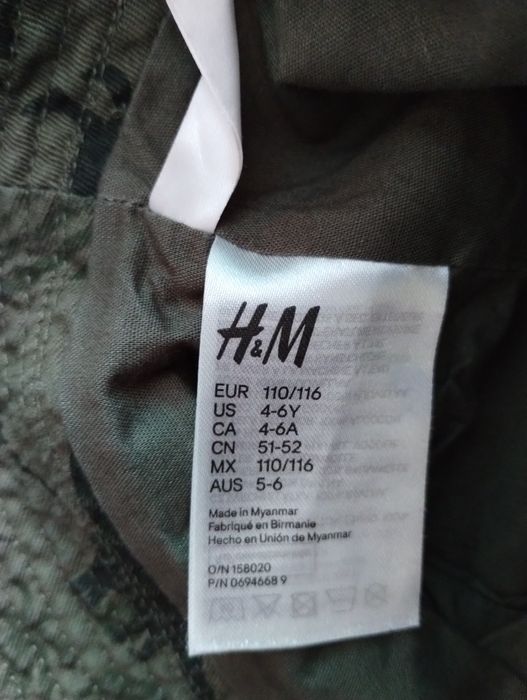 H&M
EUR 110/116
US 4-6Y
CA 4-6A
CN 51-52
MX 110/116
AUS 5-6
Made in Myanmar
Fabriqué en Birmanie
Hecho en Unión de Myanmar
O/N 158020
P/N 0694668 9